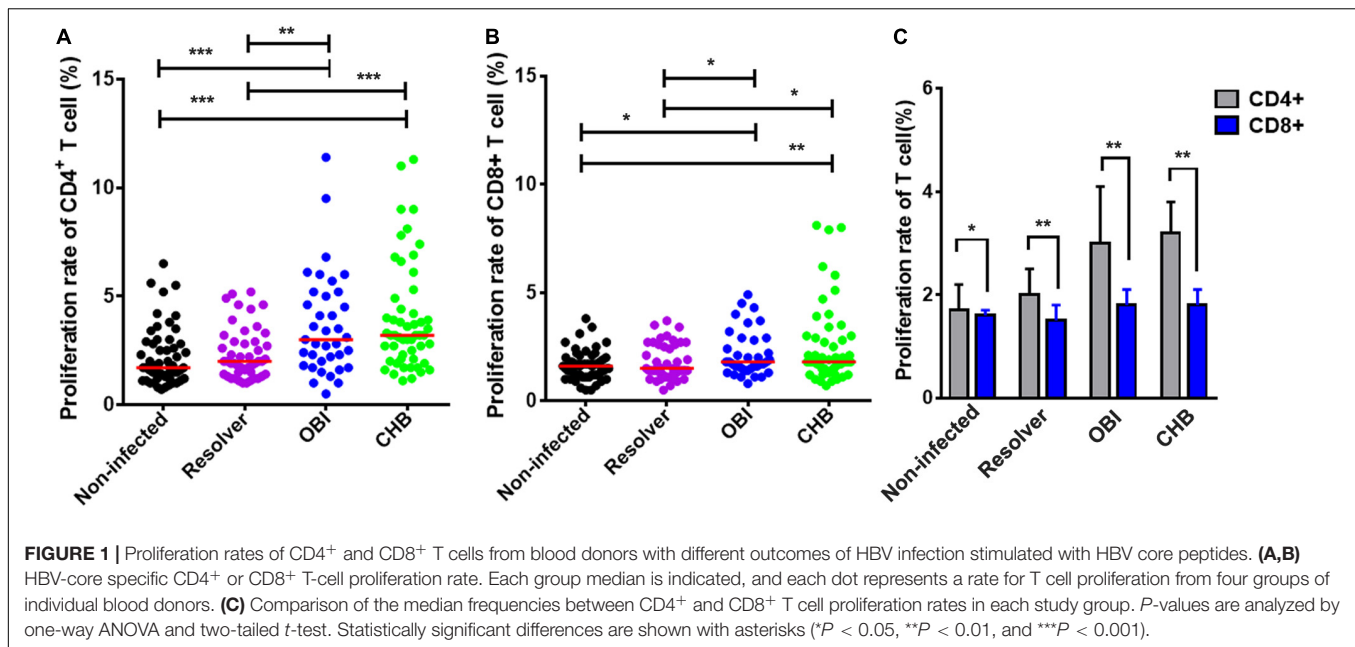 A
Proliferation rate of CD4+ T cell (%)
15
10
5
0
**
***
***
***
Non-infected
Resolver
OBI
CHB
B
Proliferation rate of CD8+ T cell (%)
15
10
5
0
*
*
*
**
Non-infected
Resolver
OBI
CHB
C
Proliferation rate of T cell(%)
6
4
2
0
CD4+
CD8+
*
**
**
**
Non-infected
Resolver
OBI
CHB
FIGURE 1 | Proliferation rates of CD4+ and CD8+ T cells from blood donors with different outcomes of HBV infection stimulated with HBV core peptides. (A,B)
HBV-core specific CD4+ or CD8+ T-cell proliferation rate. Each group median is indicated, and each dot represents a rate for T cell proliferation from four groups of
individual blood donors. (C) Comparison of the median frequencies between CD4+ and CD8+ T cell proliferation rates in each study group. P-values are analyzed by
one-way ANOVA and two-tailed t-test. Statistically significant differences are shown with asterisks (*P < 0.05, **P < 0.01, and ***P < 0.001).